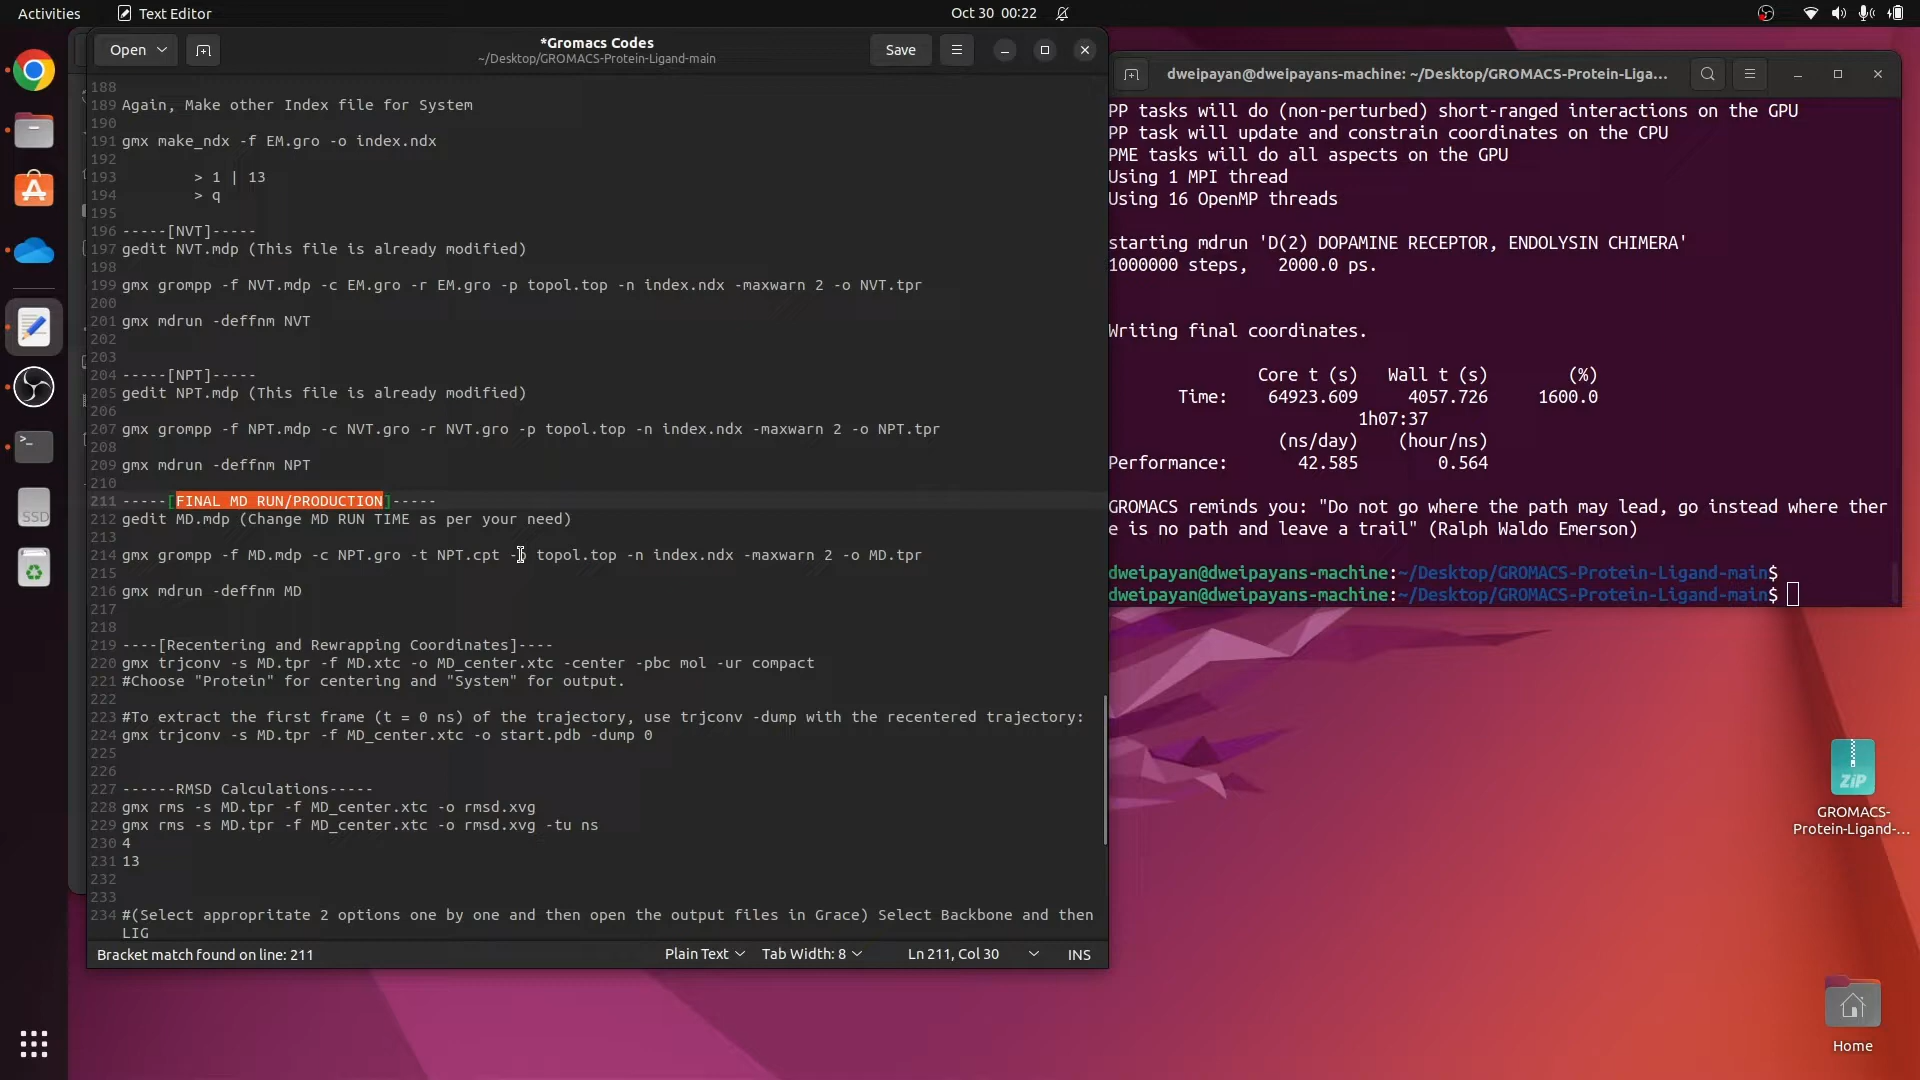 Activities
Text Editor
Oct 30 00:22
Open
*Gromacs Codes
~/Desktop/GROMACS-Protein-Ligand-main
Save
188
189 Again, Make other Index file for System
190
191 gmx make_ndx -f EM.gro -o index.ndx
192
193 > 1 | 13
194 > q
195
196 -----[NVT]-----
197 gedit NVT.mdp (This file is already modified)
198
199 gmx grompp -f NVT.mdp -c EM.gro -r EM.gro -p topol.top -n index.ndx -maxwarn 2 -o NVT.tpr
200
201 gmx mdrun -deffnm NVT
202
203
204 -----[NPT]-----
205 gedit NPT.mdp (This file is already modified)
206
207 gmx grompp -f NPT.mdp -c NVT.gro -r NVT.gro -p topol.top -n index.ndx -maxwarn 2 -o NPT.tpr
208
209 gmx mdrun -deffnm NPT
210
211 -----[FINAL MD RUN/PRODUCTION]-----
212 gedit MD.mdp (Change MD RUN TIME as per your need)
213
214 gmx grompp -f MD.mdp -c NPT.gro -t NPT.cpt -p topol.top -n index.ndx -maxwarn 2 -o MD.tpr
215
216 gmx mdrun -deffnm MD
217
218
219 ----[Recentering and Rewrapping Coordinates]----
220 gmx trjconv -s MD.tpr -f MD.xtc -o MD_center.xtc -center -pbc mol -ur compact
221 #Choose "Protein" for centering and "System" for output.
222
223 #To extract the first frame (t = 0 ns) of the trajectory, use trjconv -dump with the recentered trajectory:
224 gmx trjconv -s MD.tpr -f MD_center.xtc -o start.pdb -dump 0
225
226
227 ------RMSD Calculations-----
228 gmx rms -s MD.tpr -f MD_center.xtc -o rmsd.xvg
229 gmx rms -s MD.tpr -f MD_center.xtc -o rmsd.xvg -tu ns
230 4
231 13
232
233
234 #(Select appropritate 2 options one by one and then open the output files in Grace) Select Backbone and then
LIG
Bracket match found on line: 211
Plain Text
Tab Width: 8
Ln 211, Col 30
INS
dweipayan@dweipayans-machine: ~/Desktop/GROMACS-Protein-Liga...
PP tasks will do (non-perturbed) short-ranged interactions on the GPU
PP task will update and constrain coordinates on the CPU
PME tasks will do all aspects on the GPU
Using 1 MPI thread
Using 16 OpenMP threads
starting mdrun 'D(2) DOPAMINE RECEPTOR, ENDOLYSIN CHIMERA'
1000000 steps, 2000.0 ps.
Writing final coordinates.
Core t (s) Wall t (s) (%)
Time: 64923.609 4057.726 1600.0
1h07:37
(ns/day) (hour/ns)
Performance: 42.585 0.564
GROMACS reminds you: "Do not go where the path may lead, go instead where ther
e is no path and leave a trail" (Ralph Waldo Emerson)
dweipayan@dweipayans-machine:~/Desktop/GROMACS-Protein-Ligand-main$
dweipayan@dweipayans-machine:~/Desktop/GROMACS-Protein-Ligand-main$
SSD
ZIP
GROMACS-
Protein-Ligand-...
Home